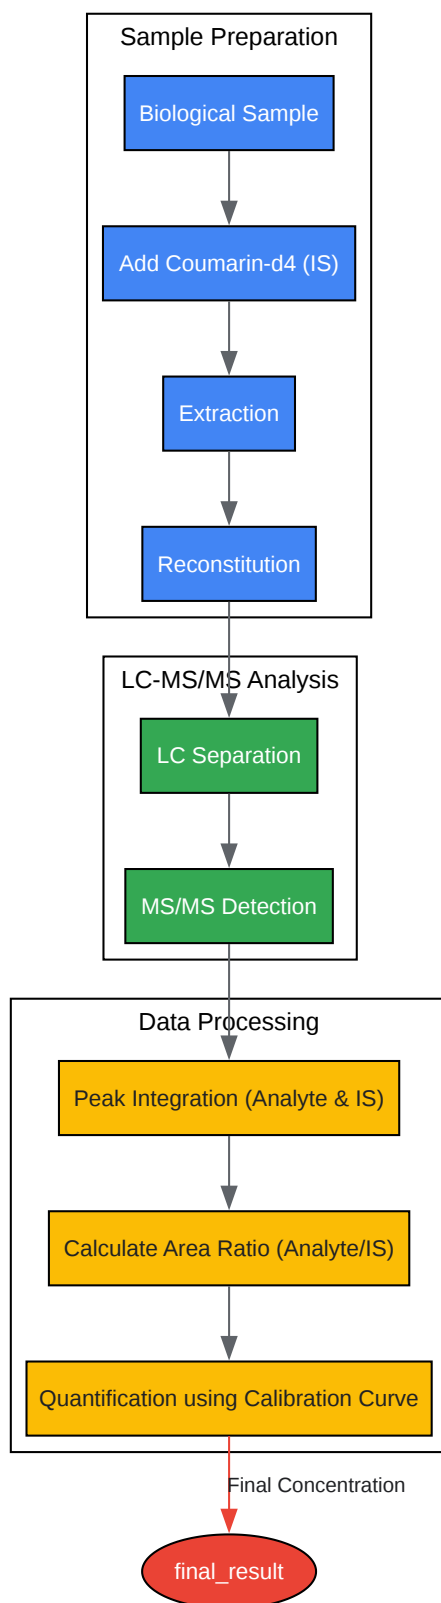 Sample Preparation
Biological Sample
Add Coumarin-d4 (IS)
Extraction
Reconstitution
LC-MS/MS Analysis
LC Separation
MS/MS Detection
Data Processing
Peak Integration (Analyte & IS)
Calculate Area Ratio (Analyte/IS)
Quantification using Calibration Curve
Final Concentration
final_result